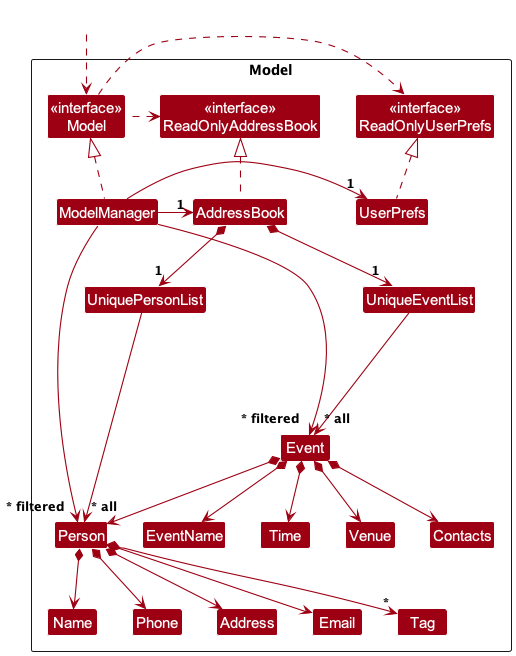 Model
«interface»
Model
«interface»
ReadOnlyAddressBook
«interface»
ReadOnlyUserPrefs
1
1
ModelManager
AddressBook
UserPrefs
1
1
UniquePersonList
UniqueEventList
* filtered
* all
Event
* filtered
* all
Person
EventName
Time
Venue
Contacts
*
Name
Phone
Address
Email
Tag